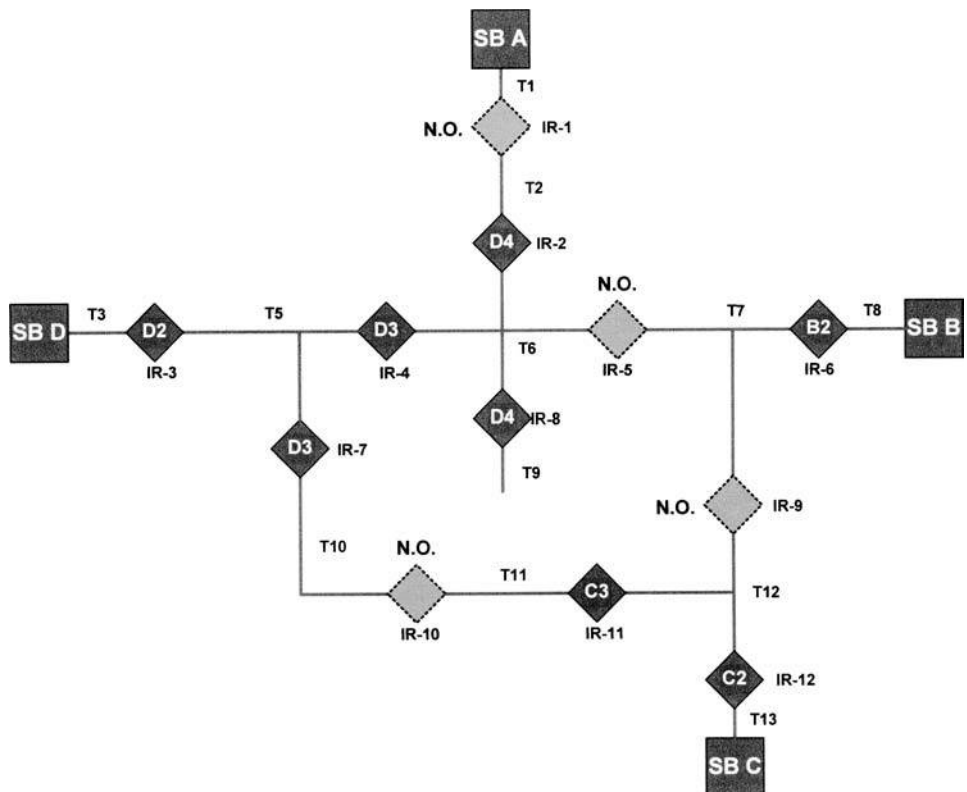 SB A
T1
N.O.
IR-1
T2
D4
IR-2
N.O.
SB D
T3
D2
T5
D3
T6
T7
B2
T8
SB B
IR-3
IR-4
IR-5
IR-6
D4
IR-8
D3
IR-7
T9
N.O.
IR-9
T10
N.O.
T11
C3
T12
IR-10
IR-11
C2
IR-12
T13
SB C